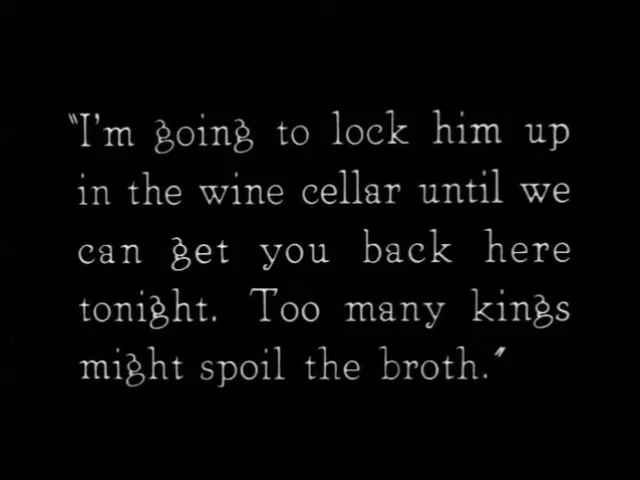 "I'm going to lock him up
in the wine cellar until we
can get you back here
tonight. Too many kings
might spoil the broth."